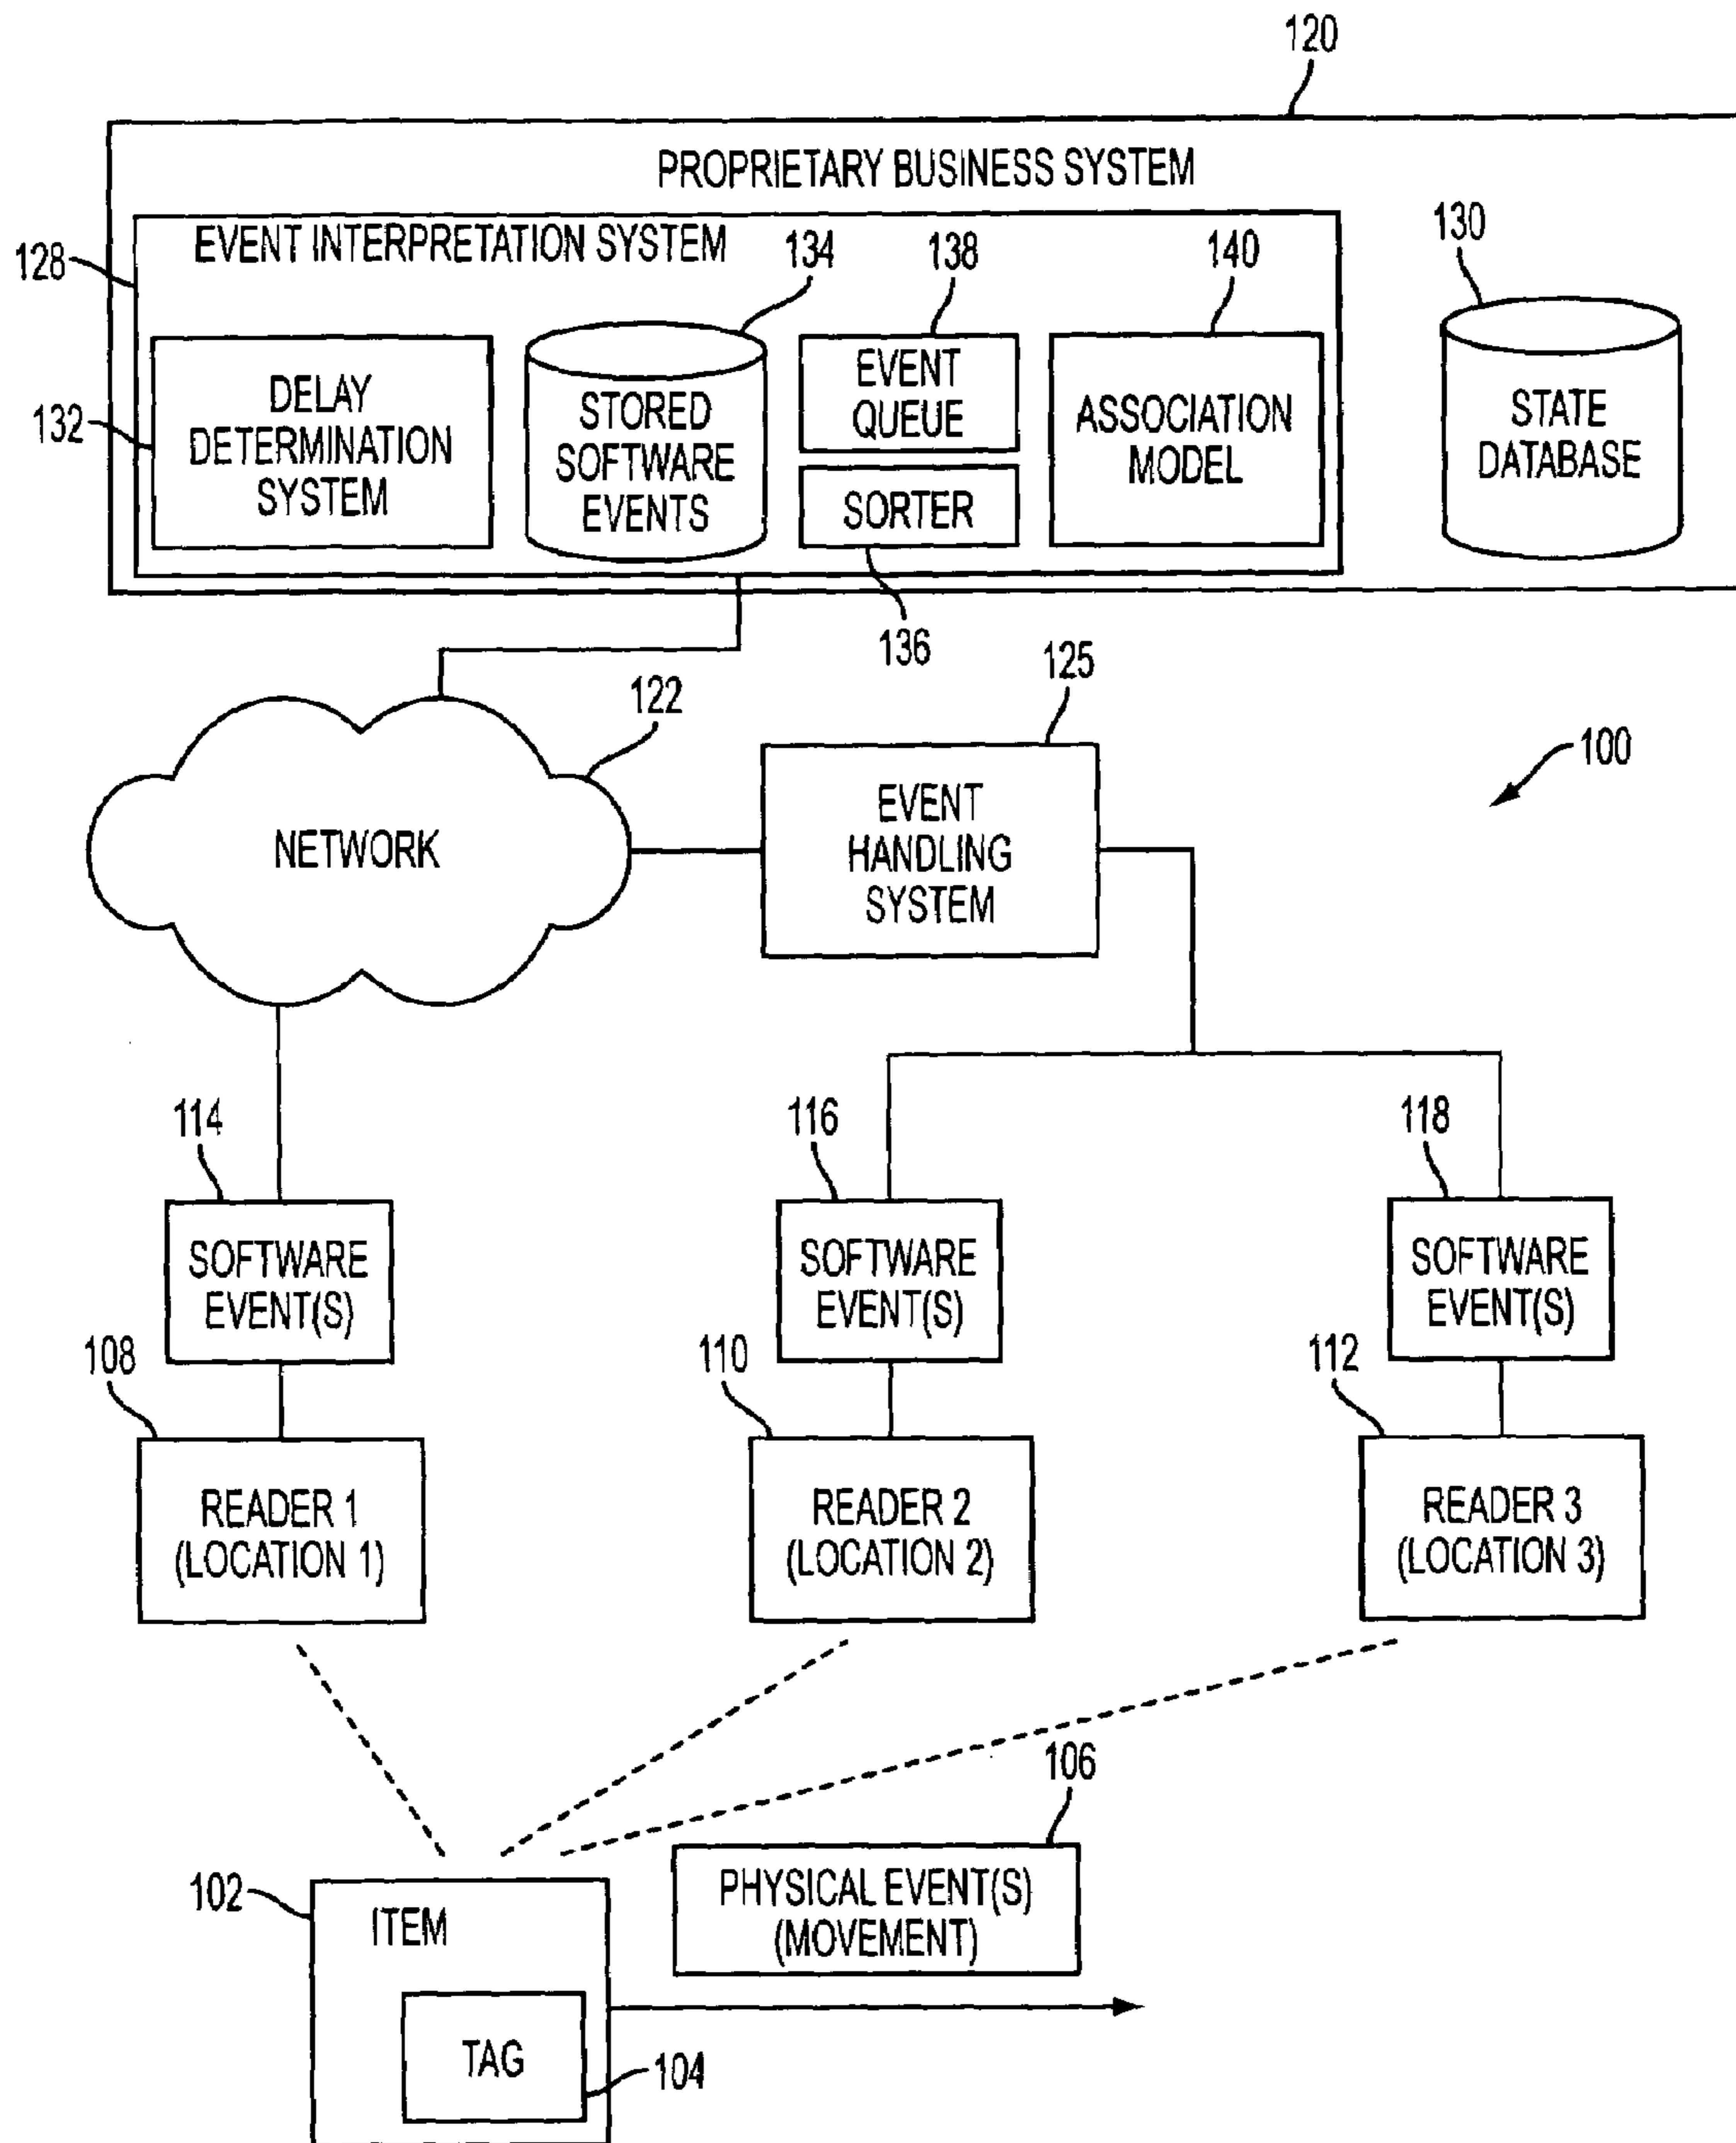 120
PROPRIETARY BUSINESS SYSTEM
EVENT INTERPRETATION SYSTEM
128
134
138
140
130
132
DELAY
DETERMINATION
SYSTEM
STORED
SOFTWARE
EVENTS
EVENT
QUEUE
SORTER
ASSOCIATION
MODEL
STATE
DATABASE
136
125
122
100
NETWORK
EVENT
HANDLING
SYSTEM
114
116
118
SOFTWARE
EVENT(S)
SOFTWARE
EVENT(S)
SOFTWARE
EVENT(S)
108
110
112
READER 1
(LOCATION 1)
READER 2
(LOCATION 2)
READER 3
(LOCATION 3)
106
PHYSICAL EVENT(S)
(MOVEMENT)
102
ITEM
TAG
104